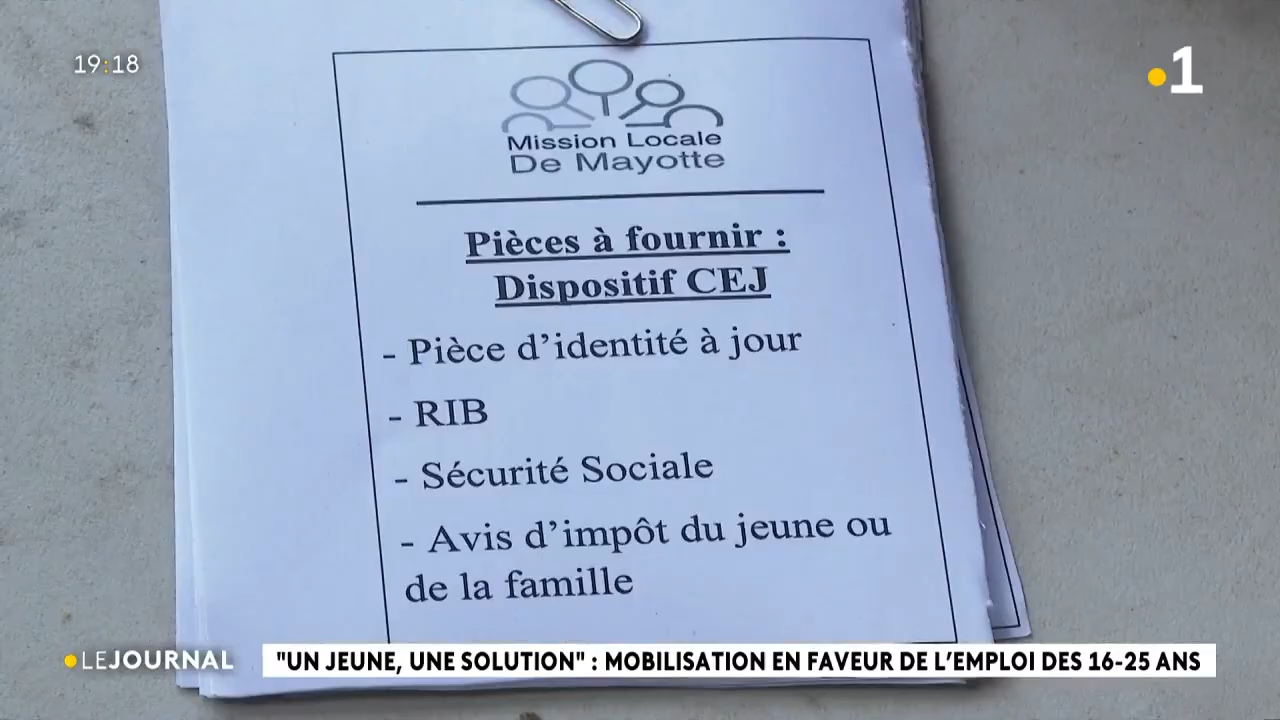 19:18
1
Mission Locale
De Mayotte
Pièces à fournir :
Dispositif CEJ
- Pièce d’identité à jour
- RIB
- Sécurité Sociale
- Avis d’impôt du jeune ou
de la famille
LEJOURNAL
"UN JEUNE, UNE SOLUTION" : MOBILISATION EN FAVEUR DE L’EMPLOI DES 16-25 ANS